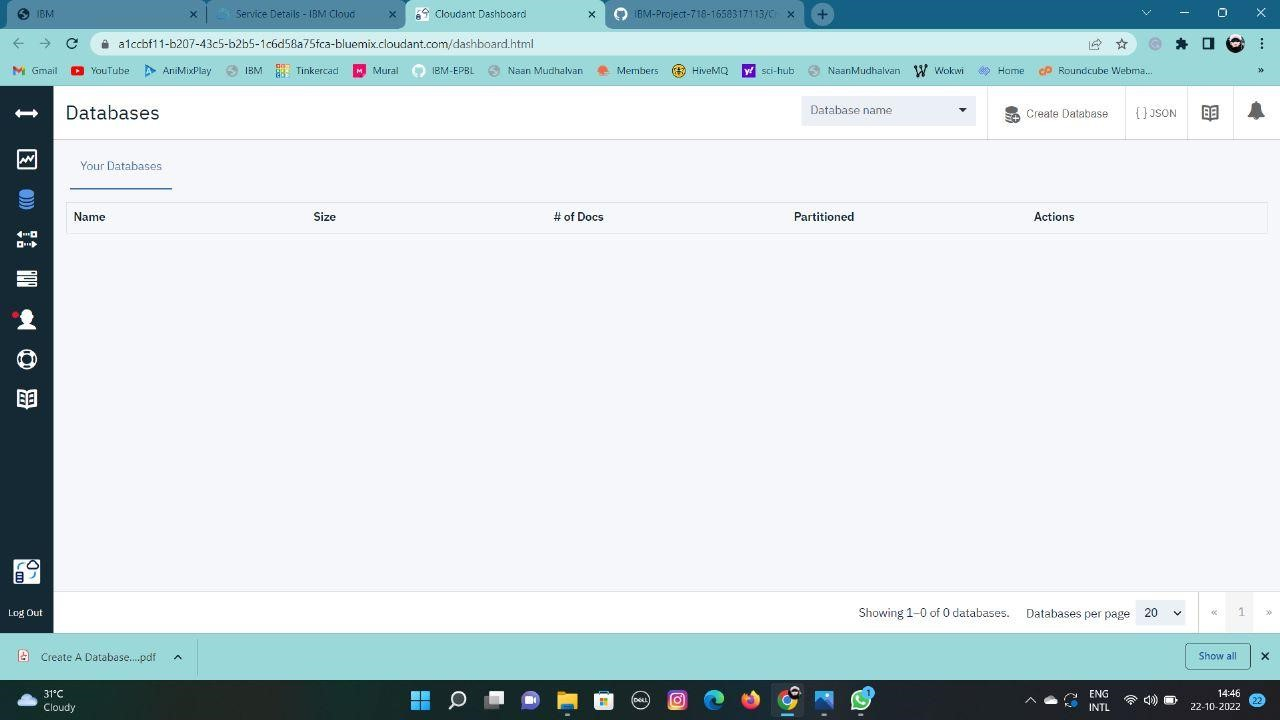 IBM
Service Details - IBM Cloud
Cloudant Dashboard
IBM-Project-718-1658317113/Cr
a1ccbf11-b207-43c5-b2b5-1c6d58a75fca-bluemix.cloudant.com/dashboard.html
Gmail YouTube AniMixPlay IBM Tinkercad Mural IBM-EPBL Naan Mudhalvan Members HiveMQ sci-hub NaanMudhalvan Wokwi Home Roundcube Webma... »
Databases
Database name
Create Database
{ } JSON
Your Databases
Name Size # of Docs Partitioned Actions
Log Out
Showing 1–0 of 0 databases.
Databases per page 20
« 1 »
Create A Database....pdf
Show all
31°C
Cloudy
1
ENG
INTL
14:46
22-10-2022
22